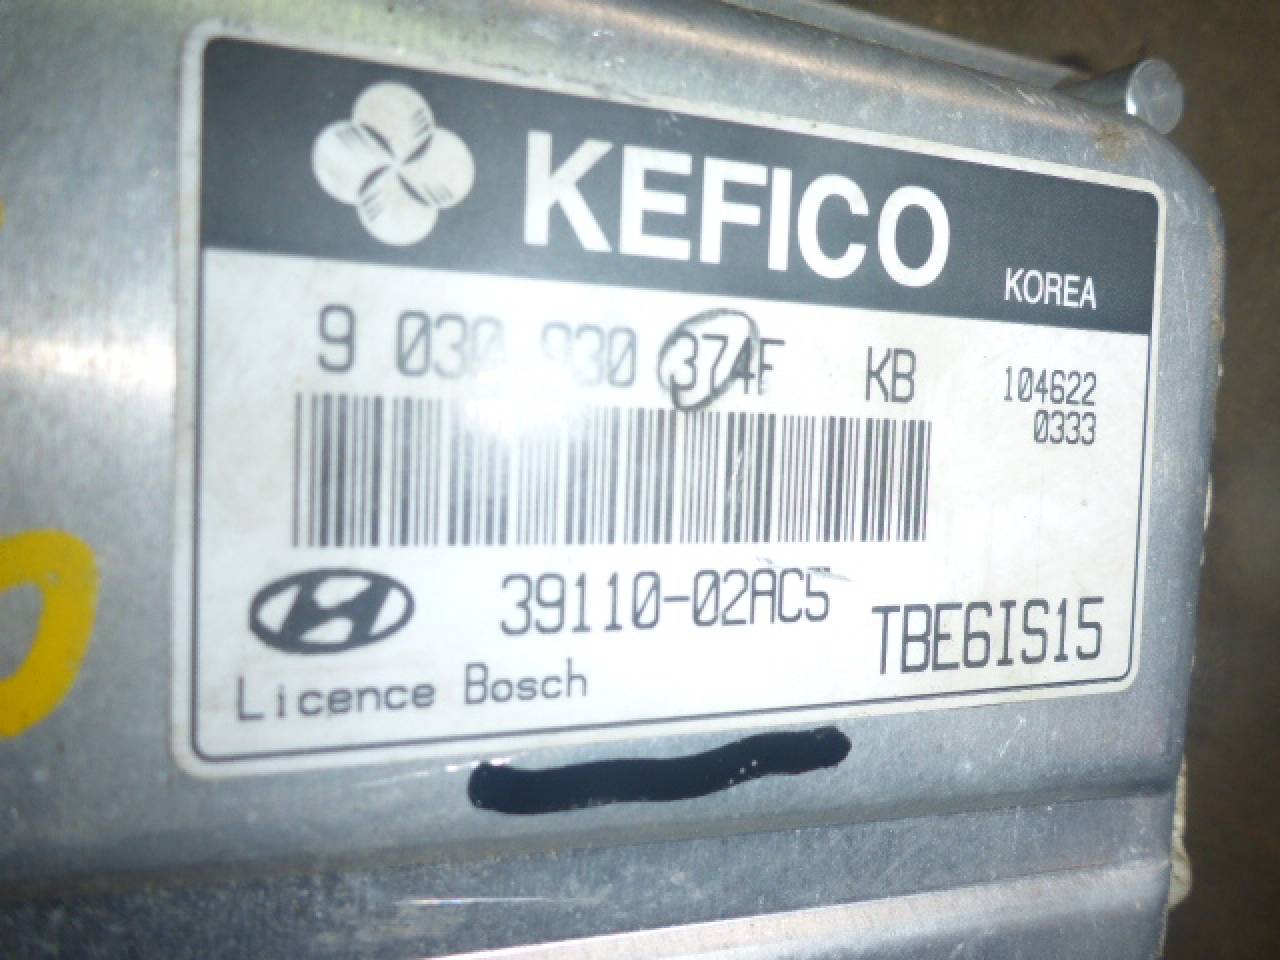 KEFICO
KOREA
9 030 930 374F KB
104622
0333
39110-02AC5
TBE6IS15
Licence Bosch